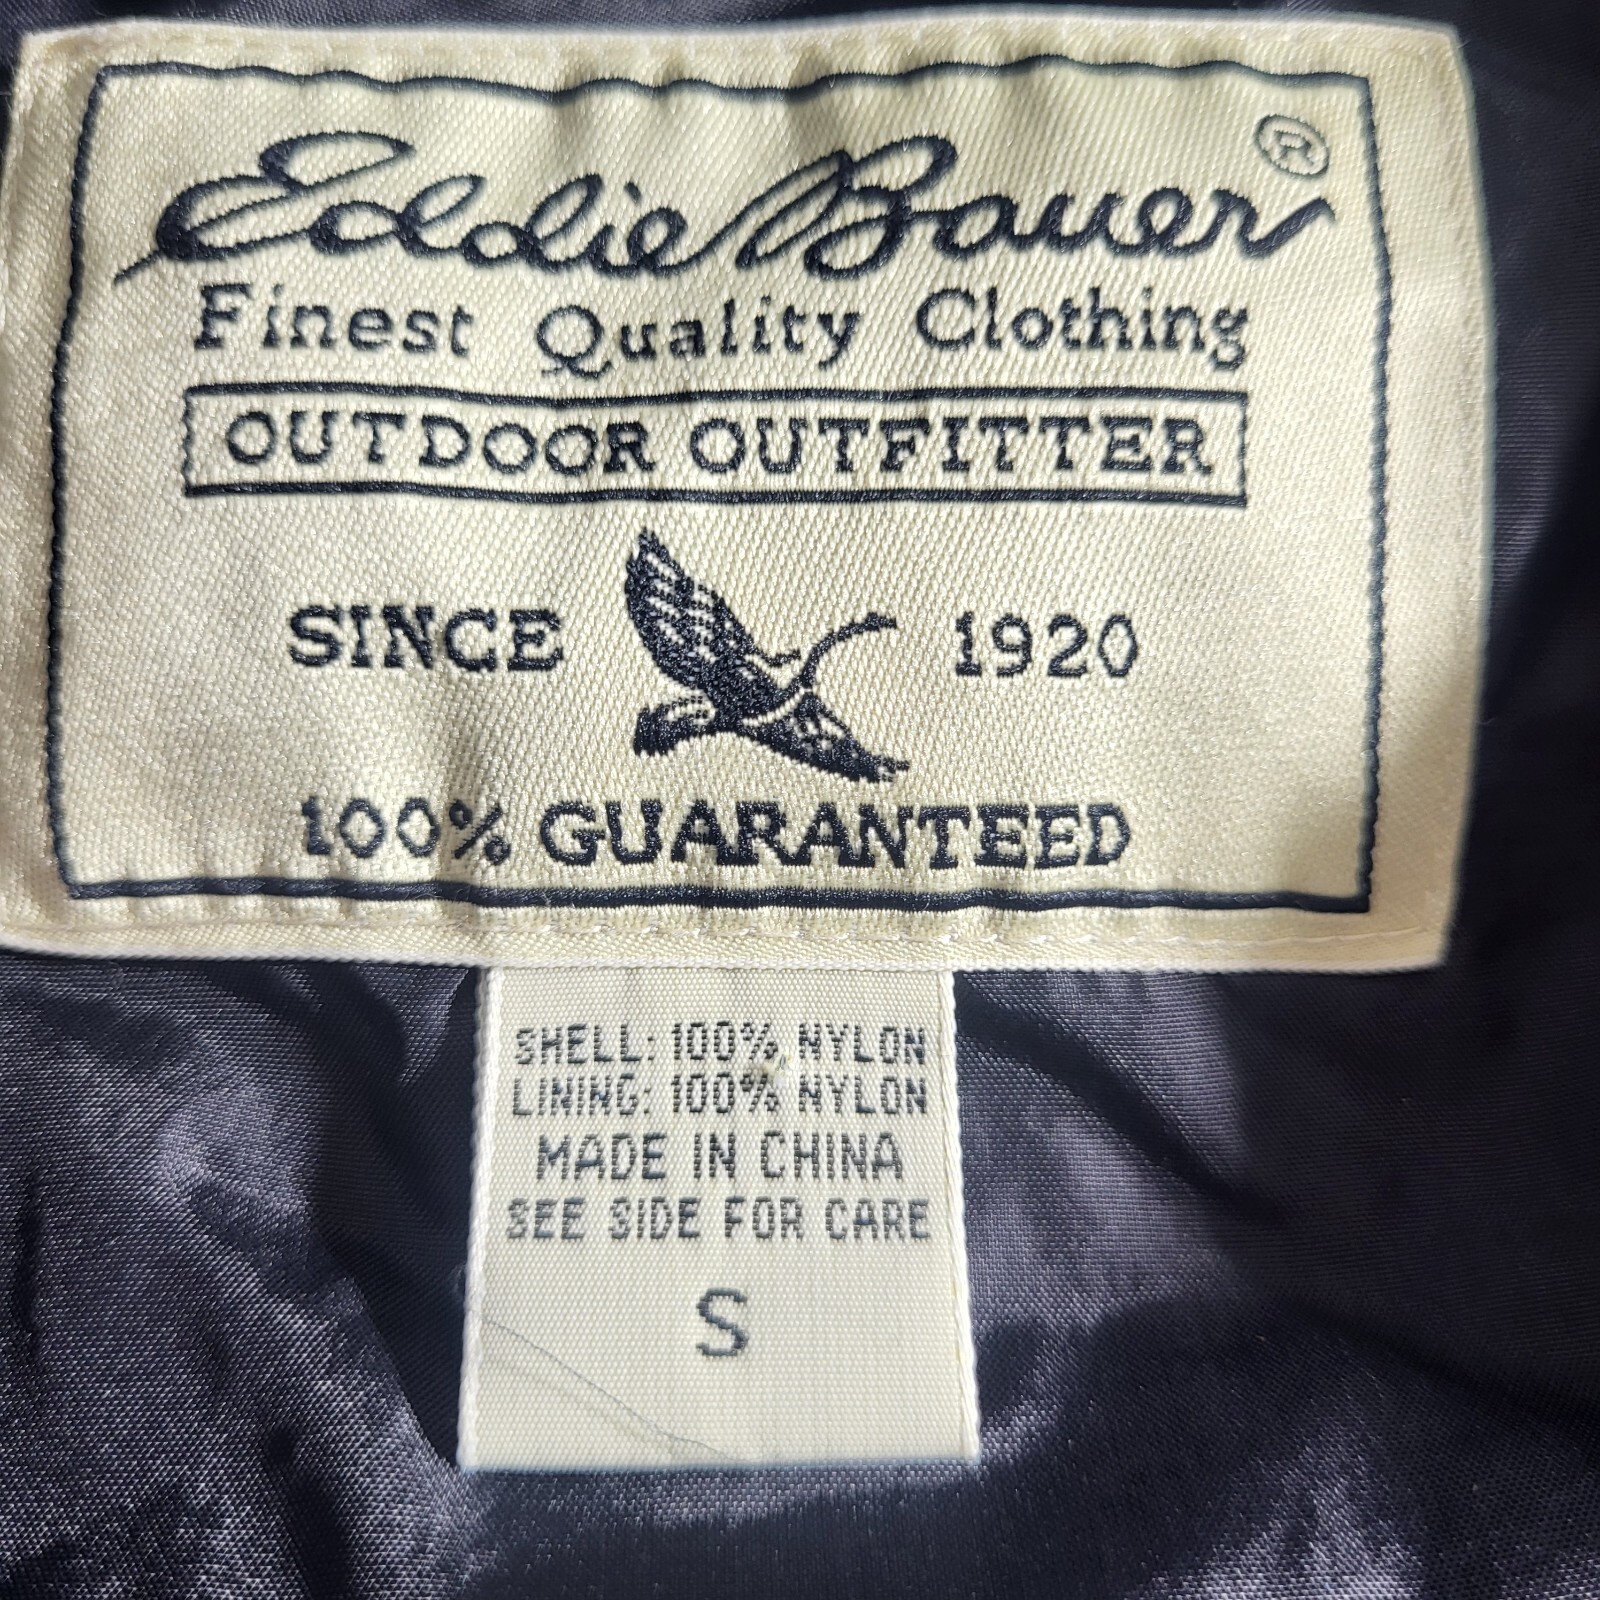 Eddie Bauer ®
Finest Quality Clothing
OUTDOOR OUTFITTER
SINCE 1920
100% GUARANTEED
SHELL: 100% NYLON
LINING: 100% NYLON
MADE IN CHINA
SEE SIDE FOR CARE
S